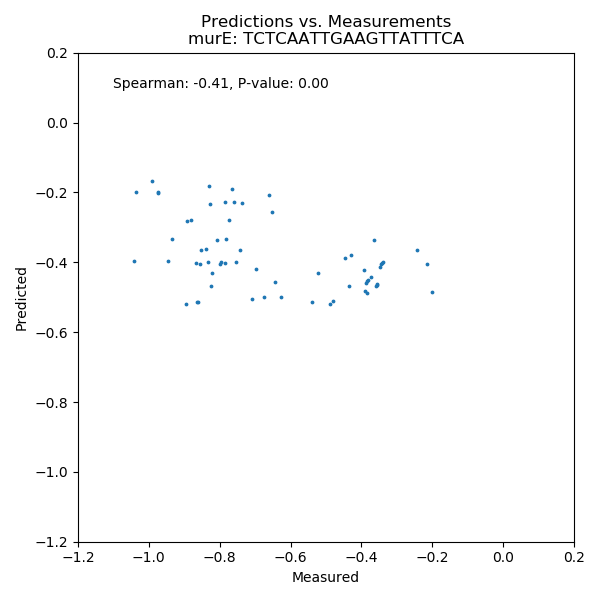 Predictions vs. Measurements
murE: TCTCAATTGAAGTTATTTCA
Spearman: -0.41, P-value: 0.00
0.2
0.0
−0.2
−0.4
−0.6
−0.8
−1.0
−1.2
Predicted
−1.2 −1.0 −0.8 −0.6 −0.4 −0.2 0.0 0.2
Measured